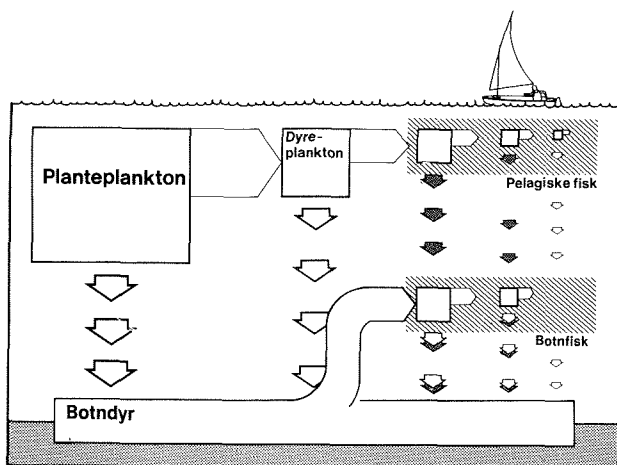 Planteplankton
Dyre-
plankton
Pelagiske fisk
Botnfisk
Botndyr